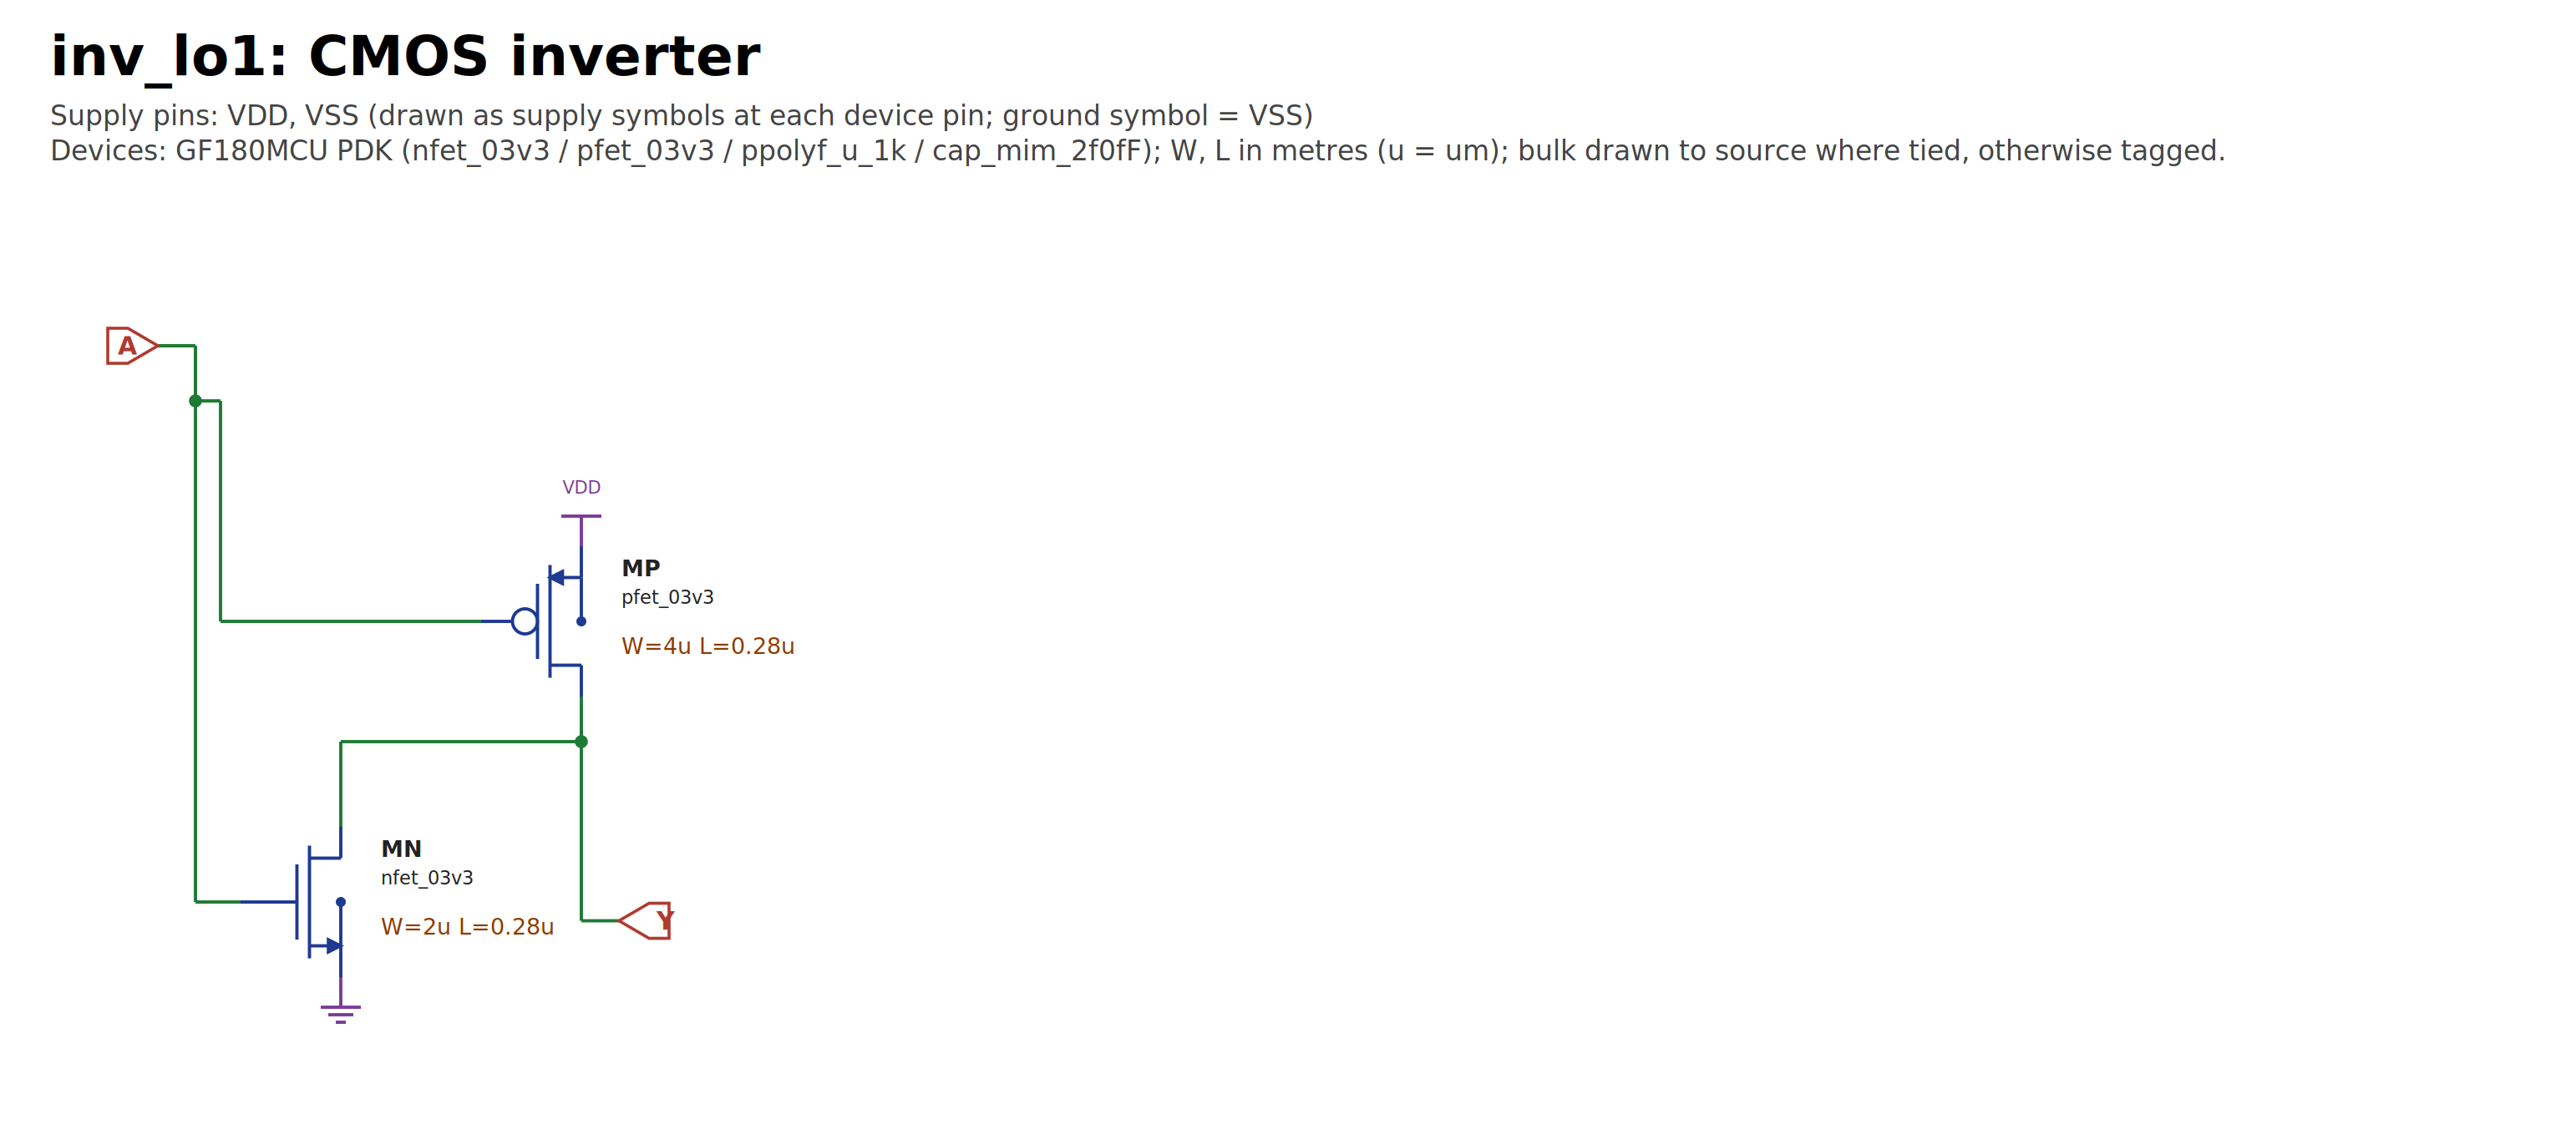 inv_lo1: CMOS inverter
Supply pins: VDD, VSS (drawn as supply symbols at each device pin; ground symbol = VSS)
Devices: GF180MCU PDK (nfet_03v3 / pfet_03v3 / ppolyf_u_1k / cap_mim_2f0fF); W, L in metres (u = um); bulk drawn to source where tied, otherwise tagged.
A
VDD
MP
pfet_03v3
W=4u L=0.28u
MN
nfet_03v3
W=2u L=0.28u
Y